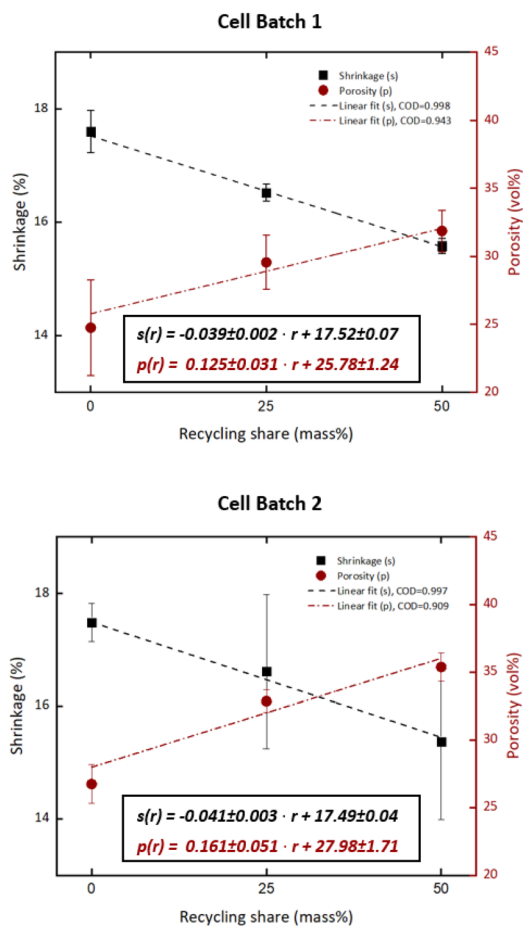 Cell Batch 1
45
Shrinkage (s)
Porosity (p)
Linear fit (s), COD=0.998
Linear fit (p), COD=0.943
18
40
Shrinkage (%)
35
Porosity (vol%)
16
30
14
25
s(r) = -0.039±0.002 · r + 17.52±0.07
p(r) = 0.125±0.031 · r + 25.78±1.24
20
0
25
50
Recycling share (mass%)
Cell Batch 2
45
Shrinkage (s)
Porosity (p)
Linear fit (s), COD=0.997
Linear fit (p), COD=0.909
18
40
Shrinkage (%)
35
Porosity (vol%)
16
30
14
25
s(r) = -0.041±0.003 · r + 17.49±0.04
p(r) = 0.161±0.051 · r + 27.98±1.71
20
0
25
50
Recycling share (mass%)